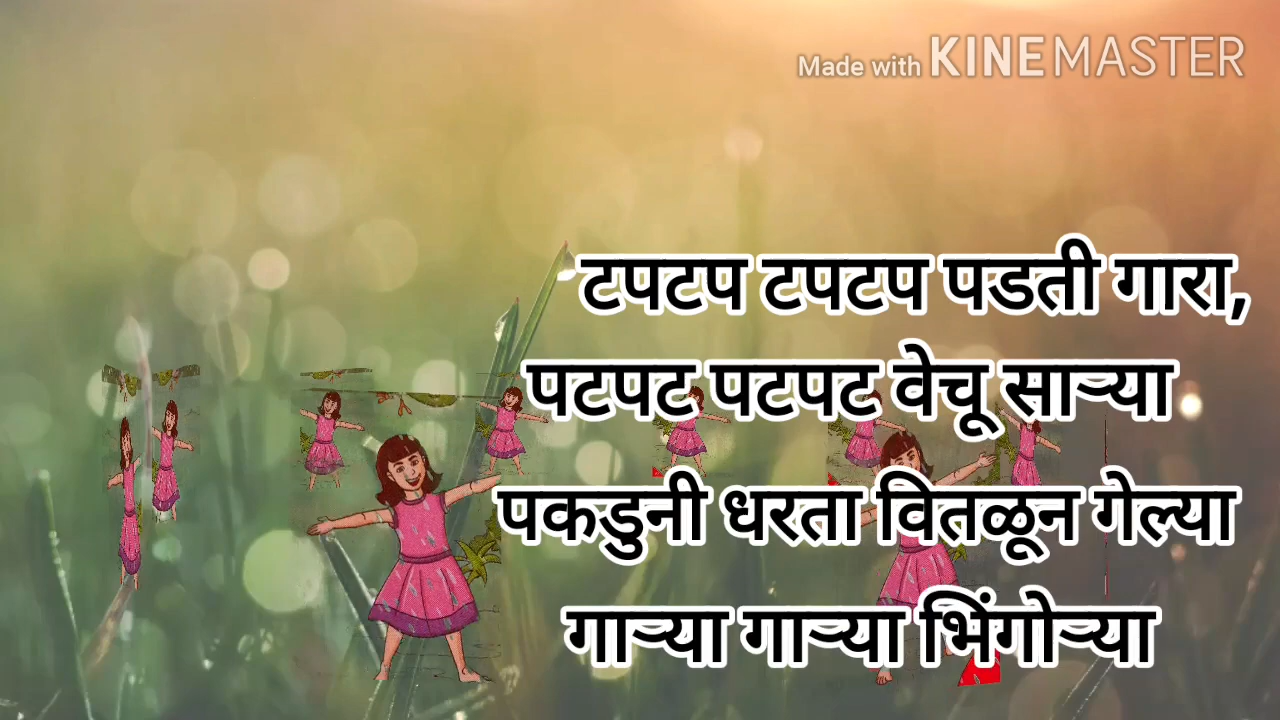 Made with KINEMASTER
टपटप टपटप पडती गारा,
पटपट पटपट वेचू साऱ्या
पकडुनी धरता वितळून गेल्या
गाऱ्या गाऱ्या भिंगोऱ्या